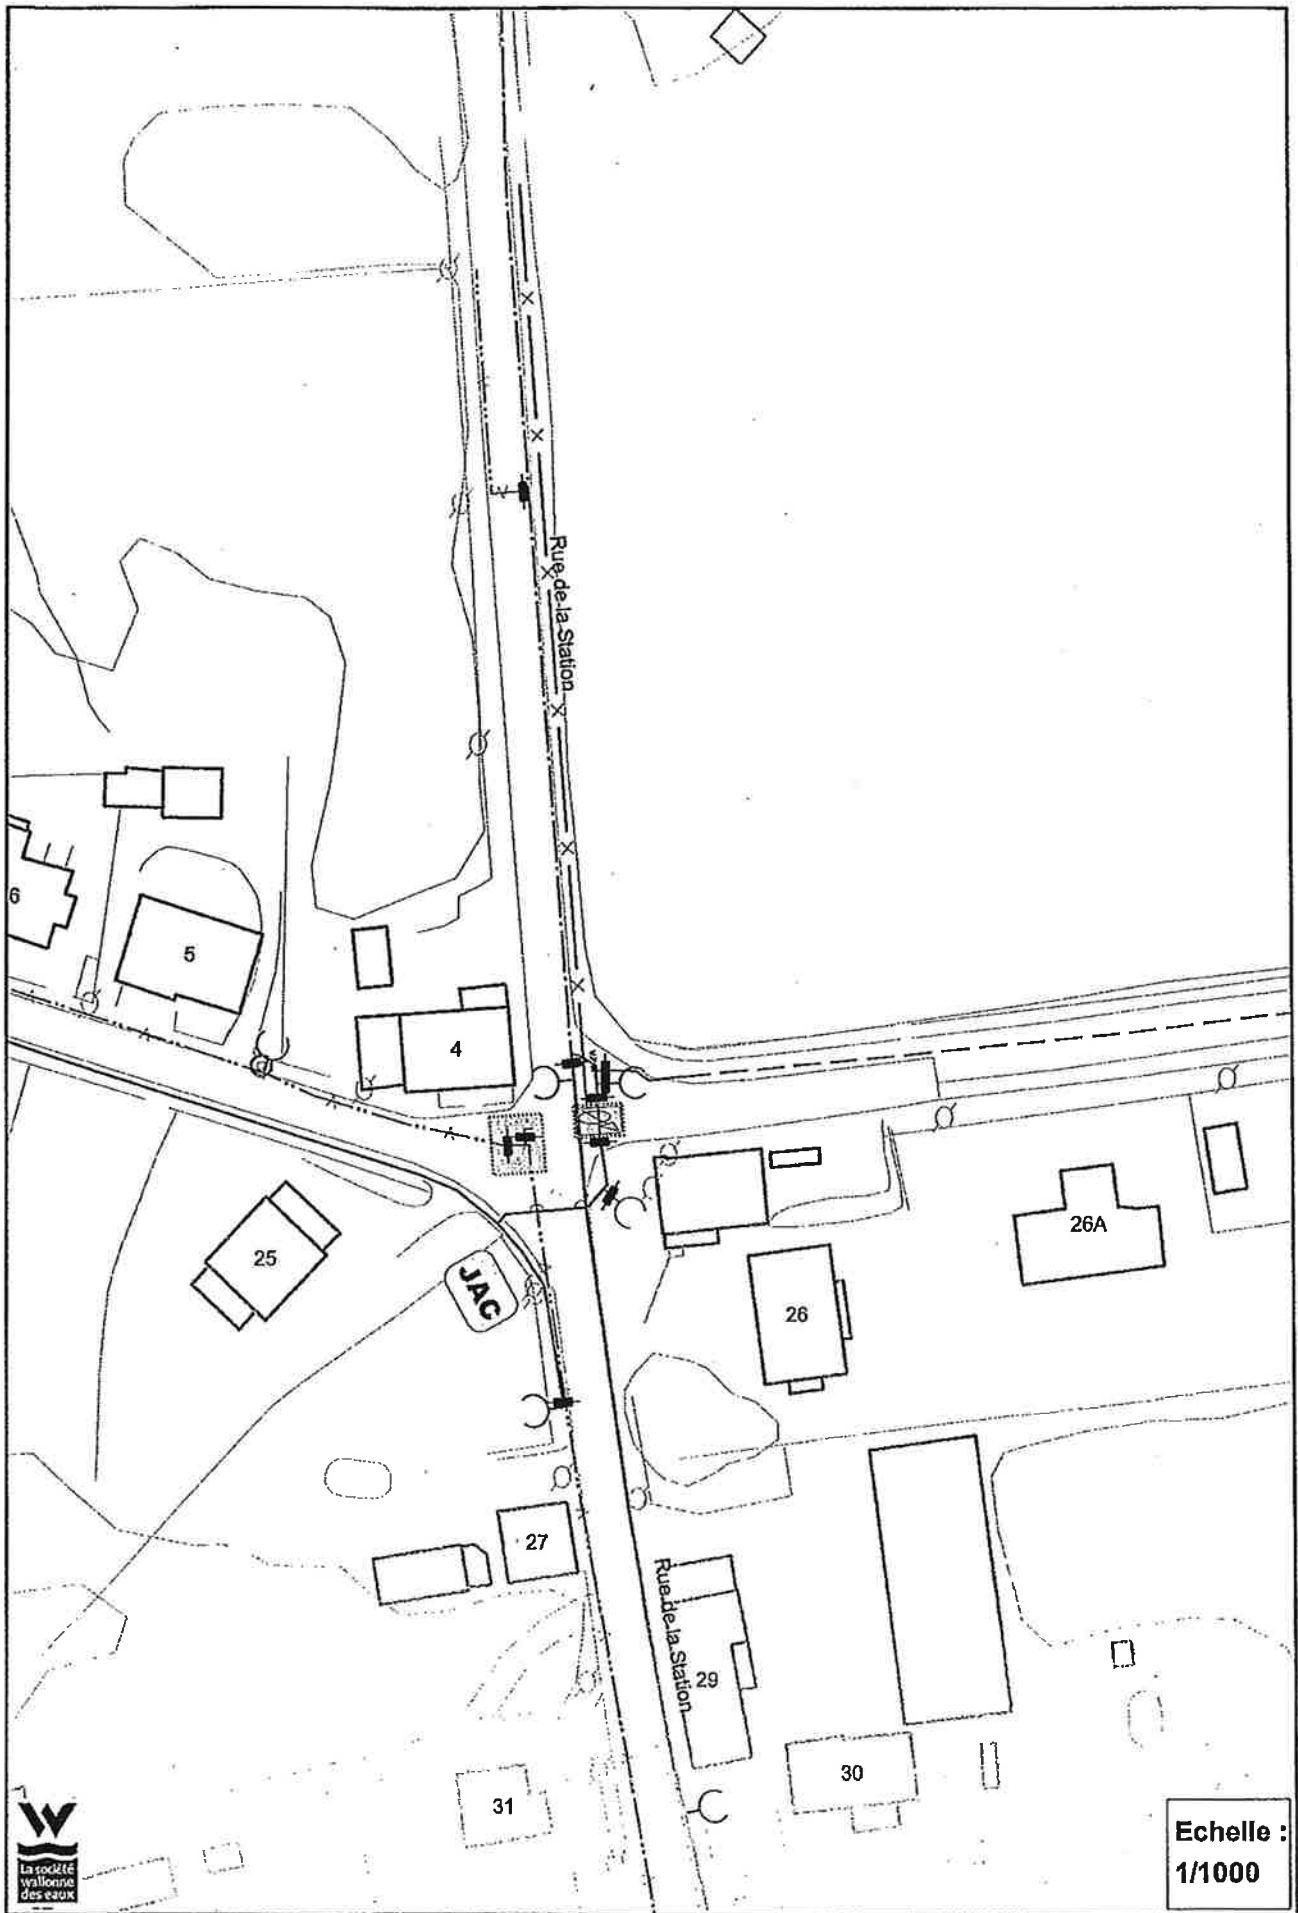 Rue-de-la-Station
6
5
4
25
JAC
26A
26
27
Rue-de-la-Station
29
30
31
La société
wallonne
des eaux
Echelle :
1/1000